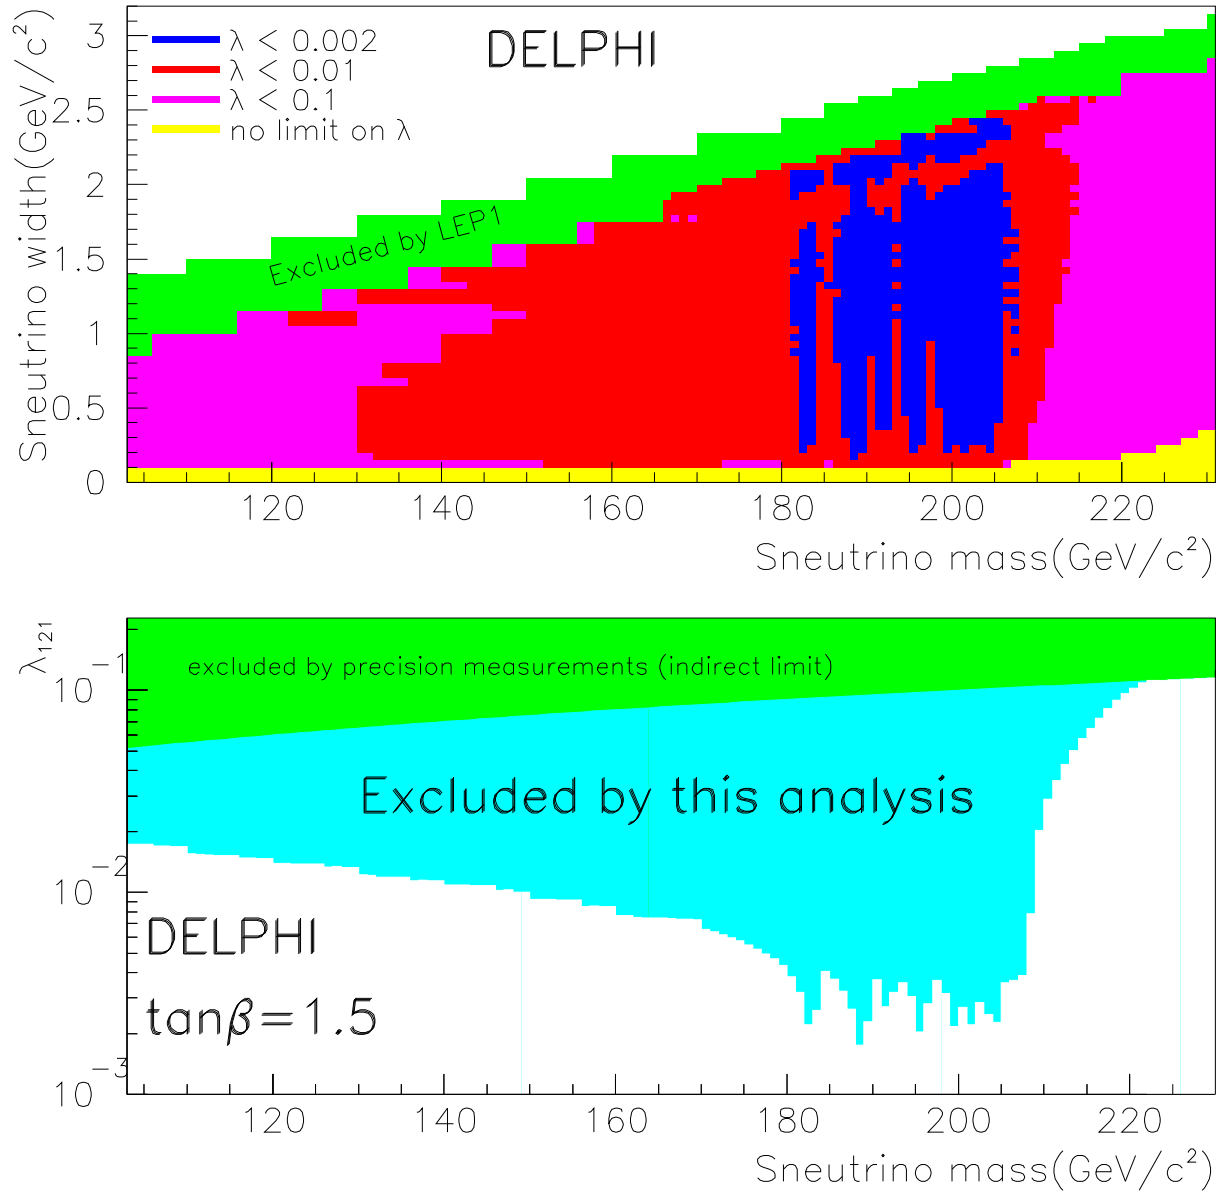 DELPHI
λ < 0.002
λ < 0.01
λ < 0.1
no limit on λ
Excluded by LEP1
Sneutrino width(GeV/c²)
3
2.5
2
1.5
1
0.5
0
120 140 160 180 200 220
Sneutrino mass(GeV/c²)
λ₁₂₁
excluded by precision measurements (indirect limit)
Excluded by this analysis
DELPHI
tanβ=1.5
10⁻¹
10⁻²
10⁻³
120 140 160 180 200 220
Sneutrino mass(GeV/c²)